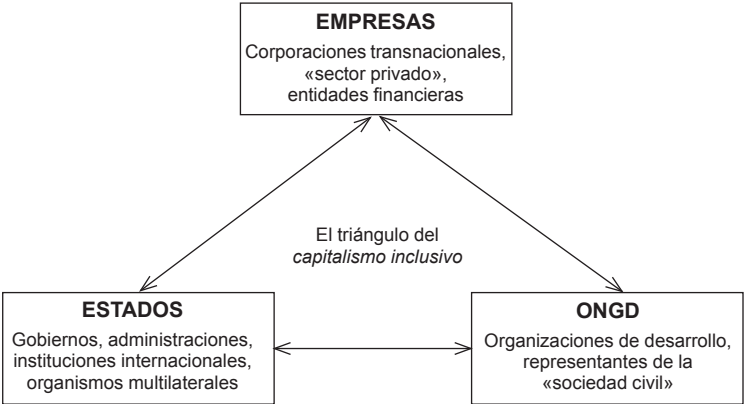 EMPRESAS
Corporaciones transnacionales,
«sector privado»,
entidades financieras
El triángulo del
capitalismo inclusivo
ESTADOS
Gobiernos, administraciones,
instituciones internacionales,
organismos multilaterales
ONGD
Organizaciones de desarrollo,
representantes de la
«sociedad civil»